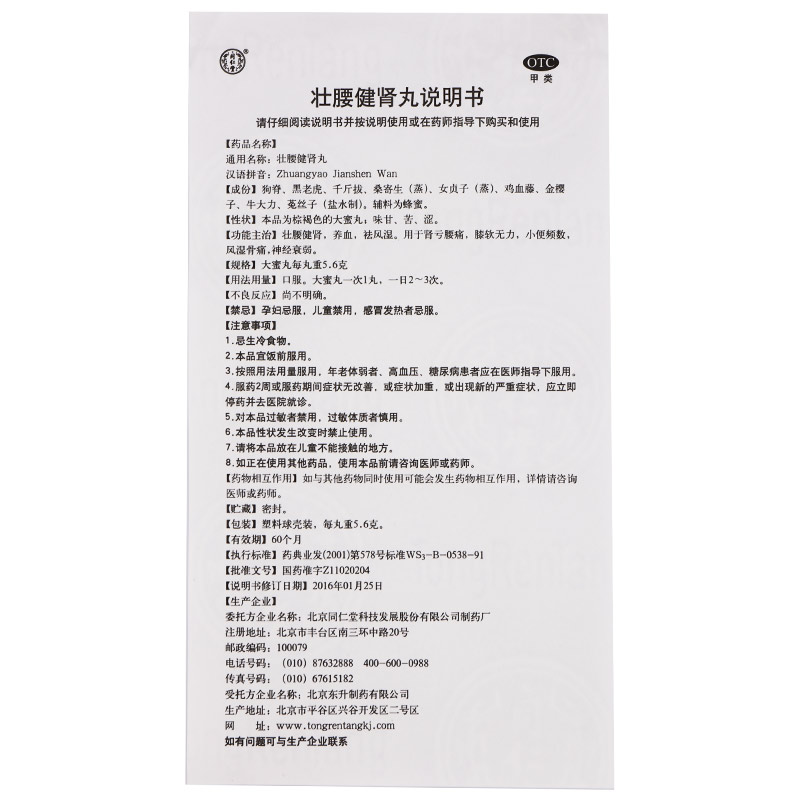 同仁堂
OTC
甲类
壮腰健肾丸说明书
请仔细阅读说明书并按说明使用或在药师指导下购买和使用
【药品名称】
通用名称：壮腰健肾丸
汉语拼音：Zhuangyao Jianshen Wan
【成份】狗脊、黑老虎、千斤拔、桑寄生（蒸）、女贞子（蒸）、鸡血藤、金樱
子、牛大力、菟丝子（盐水制）。辅料为蜂蜜。
【性状】本品为棕褐色的大蜜丸；味甘、苦、涩。
【功能主治】壮腰健肾，养血，祛风湿。用于肾亏腰痛，膝软无力，小便频数，
风湿骨痛，神经衰弱。
【规格】大蜜丸每丸重5.6克
【用法用量】口服。大蜜丸一次1丸，一日2～3次。
【不良反应】尚不明确。
【禁忌】孕妇忌服，儿童禁用，感冒发热者忌服。
【注意事项】
1.忌生冷食物。
2.本品宜饭前服用。
3.按照用法用量服用，年老体弱者、高血压、糖尿病患者应在医师指导下服用。
4.服药2周或服药期间症状无改善，或症状加重，或出现新的严重症状，应立即
停药并去医院就诊。
5.对本品过敏者禁用，过敏体质者慎用。
6.本品性状发生改变时禁止使用。
7.请将本品放在儿童不能接触的地方。
8.如正在使用其他药品，使用本品前请咨询医师或药师。
【药物相互作用】如与其他药物同时使用可能会发生药物相互作用，详情请咨询
医师或药师。
【贮藏】密封。
【包装】塑料球壳装，每丸重5.6克。
【有效期】60个月
【执行标准】药典业发(2001)第578号标准WS₃-B-0538-91
【批准文号】国药准字Z11020204
【说明书修订日期】2016年01月25日
【生产企业】
委托方企业名称：北京同仁堂科技发展股份有限公司制药厂
注册地址：北京市丰台区南三环中路20号
邮政编码：100079
电话号码：（010）87632888 400-600-0988
传真号码：（010）67615182
受托方企业名称：北京东升制药有限公司
生产地址：北京市平谷区兴谷开发区二号区
网 址：www.tongrentangkj.com
如有问题可与生产企业联系